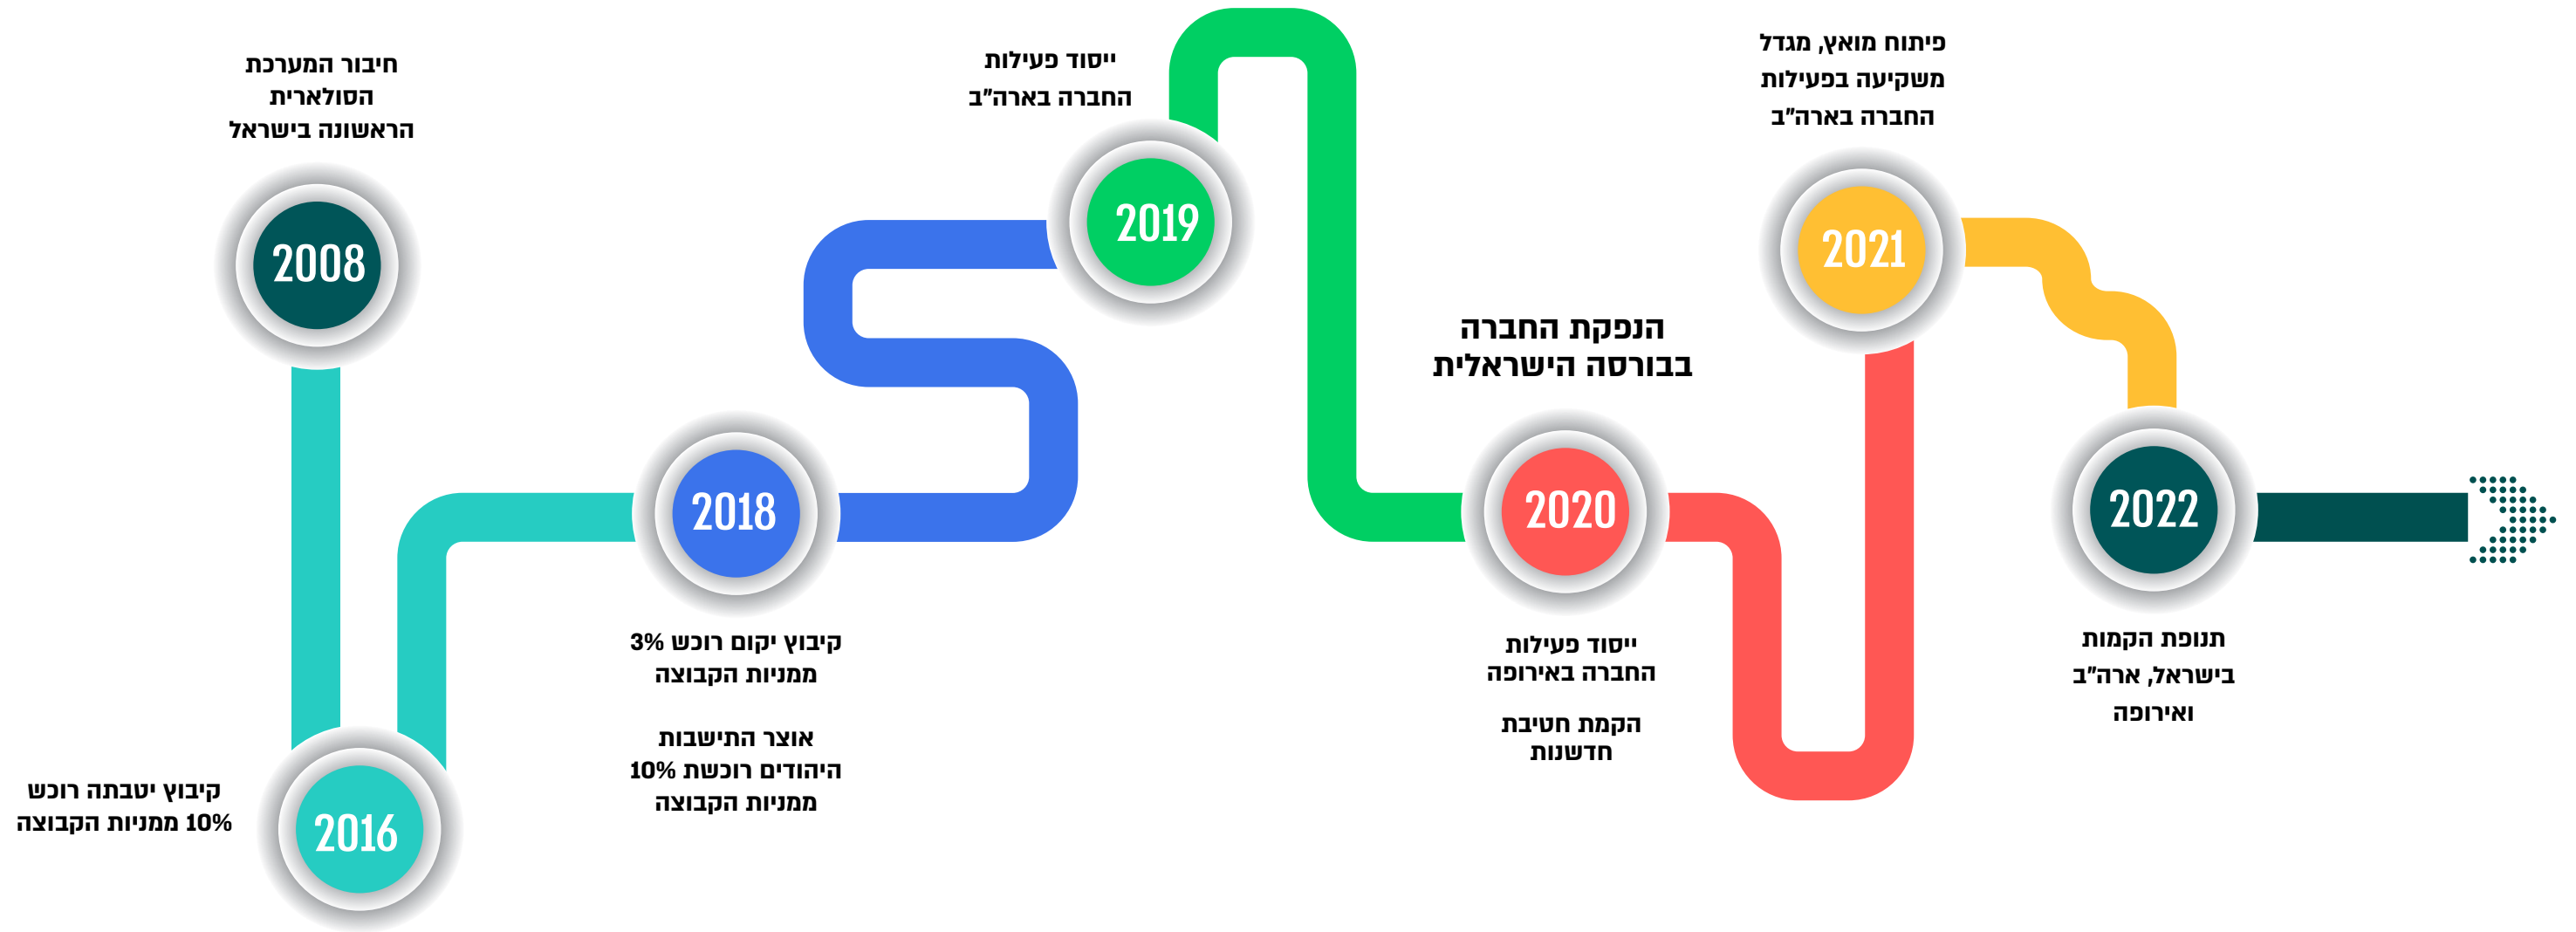 חיבור המערכת
הסולארית
הראשונה בישראל
2008
קיבוץ יטבתה רוכש
10% ממניות הקבוצה
2016
2018
קיבוץ יקום רוכש 3%
ממניות הקבוצה
אוצר התישבות
היהודים רוכשת 10%
ממניות הקבוצה
ייסוד פעילות
החברה בארה"ב
2019
הנפקת החברה
בבורסה הישראלית
2020
ייסוד פעילות
החברה באירופה
הקמת חטיבת
חדשנות
פיתוח מואץ, מגדל
משקיעה בפעילות
החברה בארה"ב
2021
2022
תנופת הקמות
בישראל, ארה"ב
ואירופה